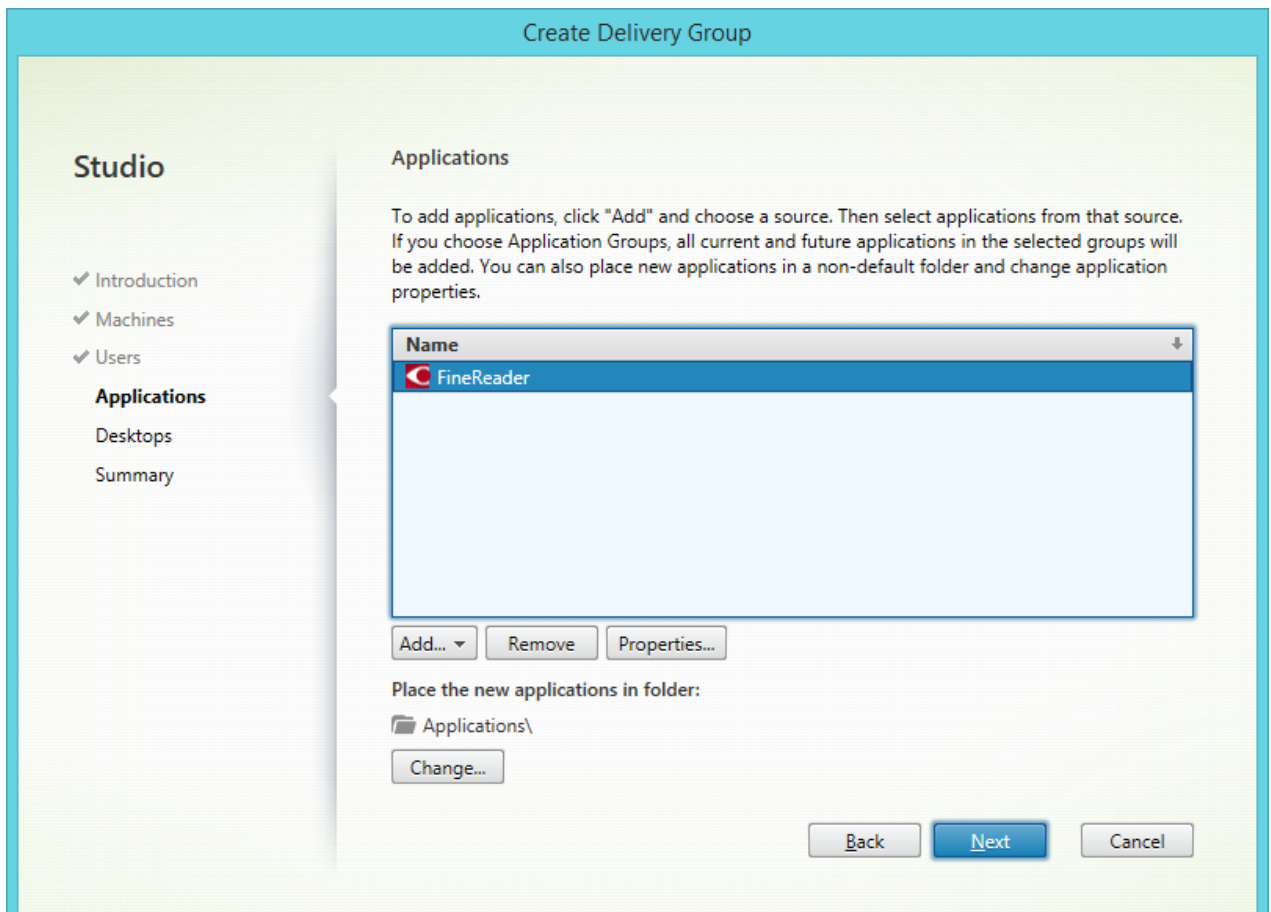 Create Delivery Group
Studio
Introduction
Machines
Users
Applications
Desktops
Summary
Applications
To add applications, click "Add" and choose a source. Then select applications from that source.
If you choose Application Groups, all current and future applications in the selected groups will
be added. You can also place new applications in a non-default folder and change application
properties.
Name
FineReader
Add... Remove Properties...
Place the new applications in folder:
Applications\
Change...
Back Next Cancel